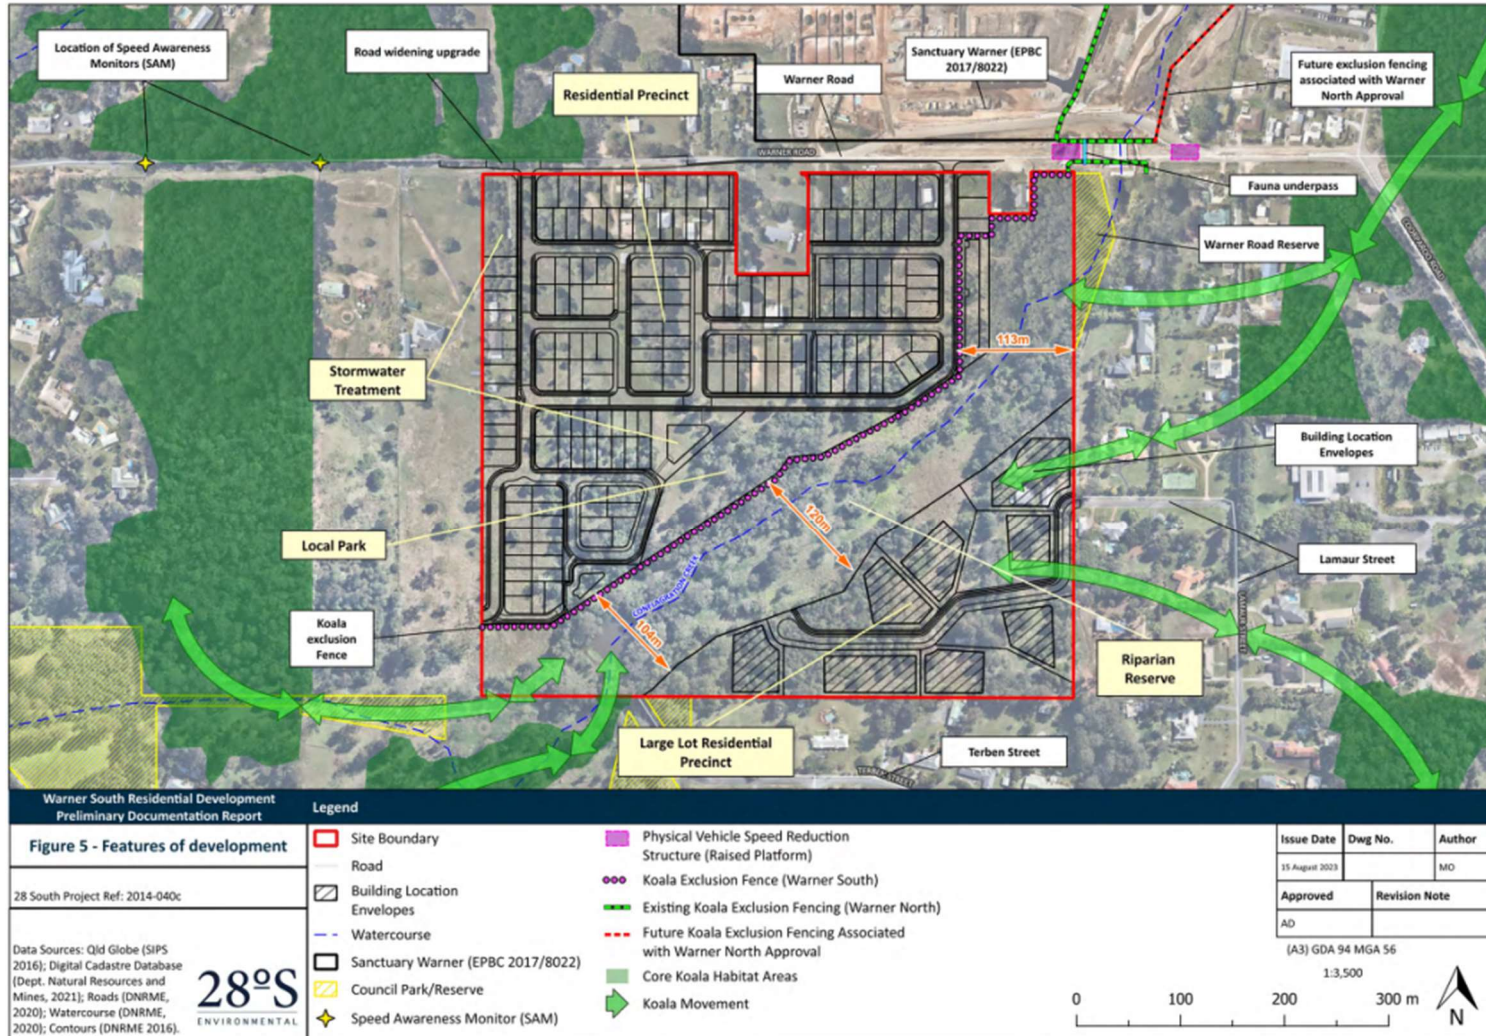 Location of Speed Awareness
Monitors (SAM)
Road widening upgrade
Residential Precinct
Warner Road
Sanctuary Warner (EPBC
2017/8022)
Future exclusion fencing
associated with Warner
North Approval
WARNER ROAD
Fauna underpass
Warner Road Reserve
113m
Stormwater
Treatment
Building Location
Envelopes
120m
Local Park
Lamaur Street
CONFLAGRATION CREEK
Koala
exclusion
Fence
104m
Riparian
Reserve
Large Lot Residential
Precinct
Terben Street
Warner South Residential Development
Preliminary Documentation Report
Figure 5 - Features of development
28 South Project Ref: 2014-040c
Data Sources: Qld Globe (SIPS
2016); Digital Cadastre Database
(Dept. Natural Resources and
Mines, 2021); Roads (DNRME,
2020); Watercourse (DNRME,
2020); Contours (DNRME 2016).
28ºS
ENVIRONMENTAL
Legend
Site Boundary
Road
Building Location
Envelopes
Watercourse
Sanctuary Warner (EPBC 2017/8022)
Council Park/Reserve
Speed Awareness Monitor (SAM)
Physical Vehicle Speed Reduction
Structure (Raised Platform)
Koala Exclusion Fence (Warner South)
Existing Koala Exclusion Fencing (Warner North)
Future Koala Exclusion Fencing Associated
with Warner North Approval
Core Koala Habitat Areas
Koala Movement
Issue Date Dwg No. Author
15 August 2023 MO
Approved Revision Note
AD
(A3) GDA 94 MGA 56
1:3,500
0 100 200 300 m
N